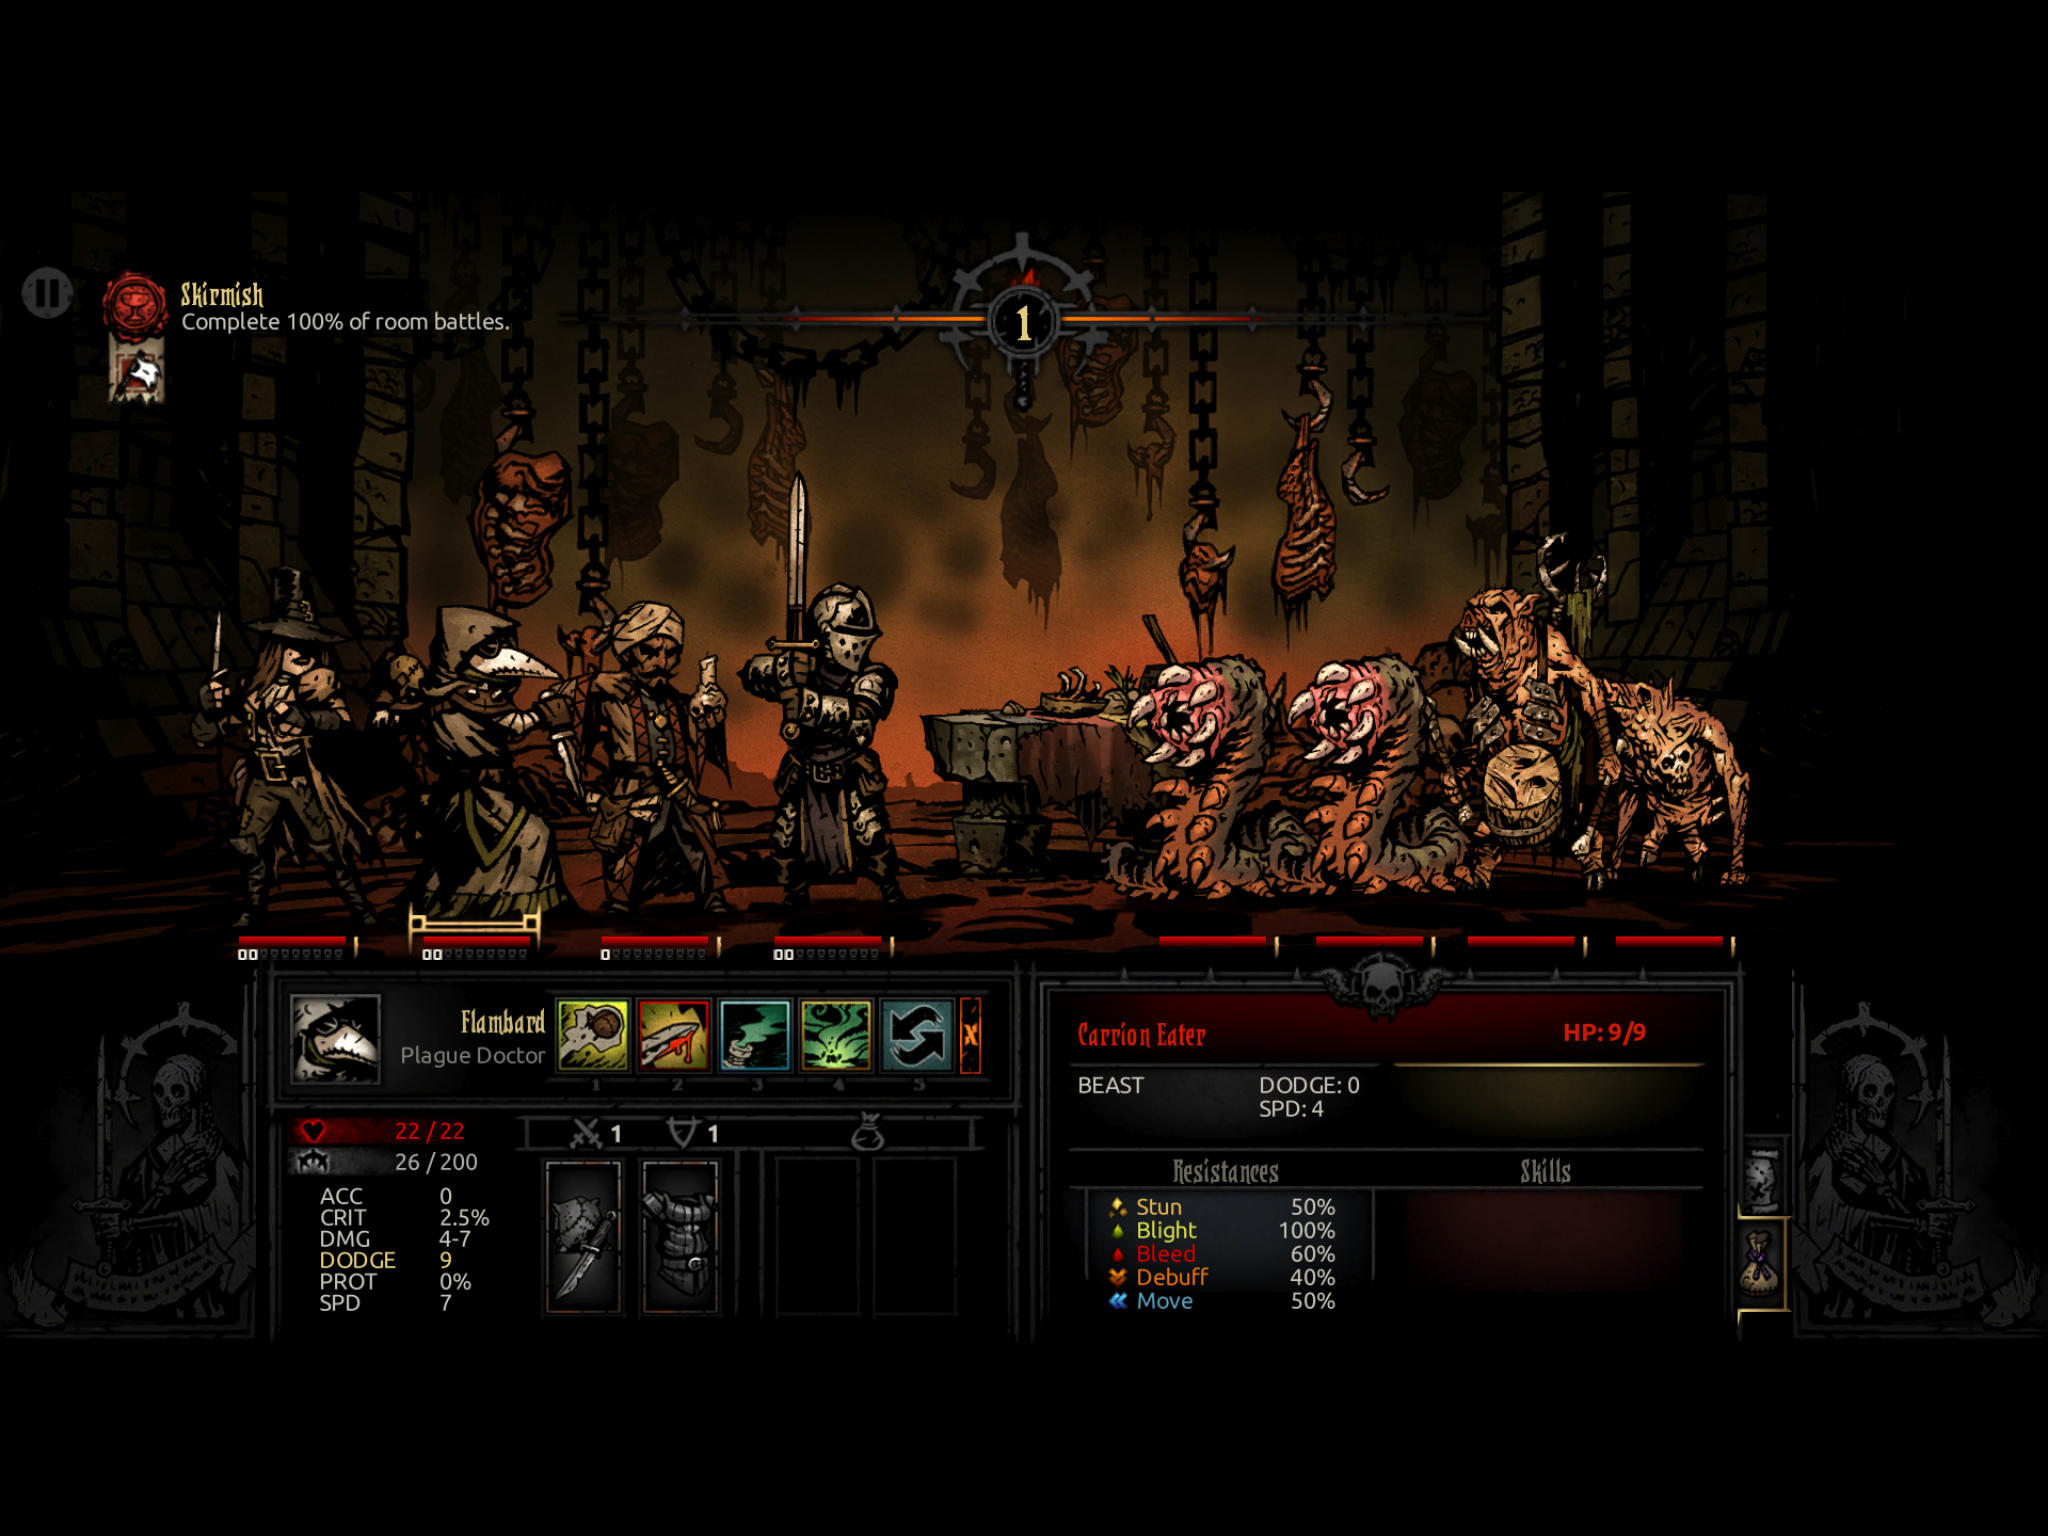 Skirmish
Complete 100% of room battles.
1
Flambard
Plague Doctor
1 2 3 4 5
X
22 / 22
26 / 200
1 1
ACC 0
CRIT 2.5%
DMG 4-7
DODGE 9
PROT 0%
SPD 7
Carrion Eater HP: 9/9
BEAST DODGE: 0
SPD: 4
Resistances Skills
Stun 50%
Blight 100%
Bleed 60%
Debuff 40%
Move 50%